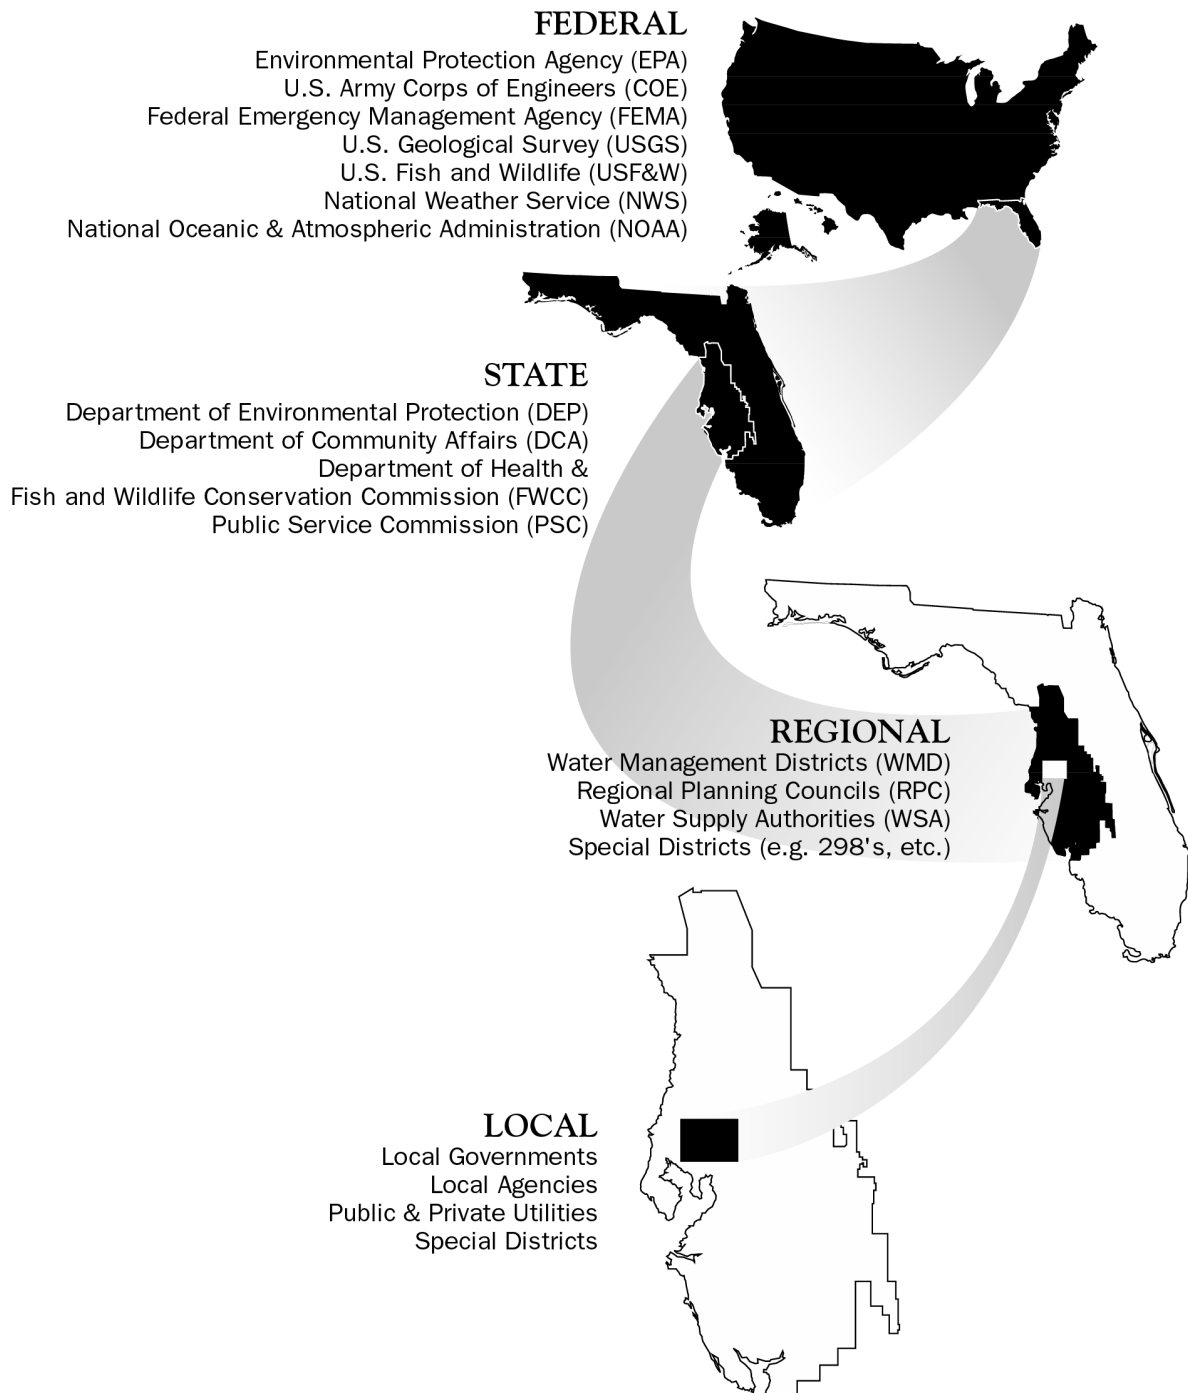 FEDERAL
Environmental Protection Agency (EPA)
U.S. Army Corps of Engineers (COE)
Federal Emergency Management Agency (FEMA)
U.S. Geological Survey (USGS)
U.S. Fish and Wildlife (USF&W)
National Weather Service (NWS)
National Oceanic & Atmospheric Administration (NOAA)
STATE
Department of Environmental Protection (DEP)
Department of Community Affairs (DCA)
Department of Health &
Fish and Wildlife Conservation Commission (FWCC)
Public Service Commission (PSC)
REGIONAL
Water Management Districts (WMD)
Regional Planning Councils (RPC)
Water Supply Authorities (WSA)
Special Districts (e.g. 298's, etc.)
LOCAL
Local Governments
Local Agencies
Public & Private Utilities
Special Districts